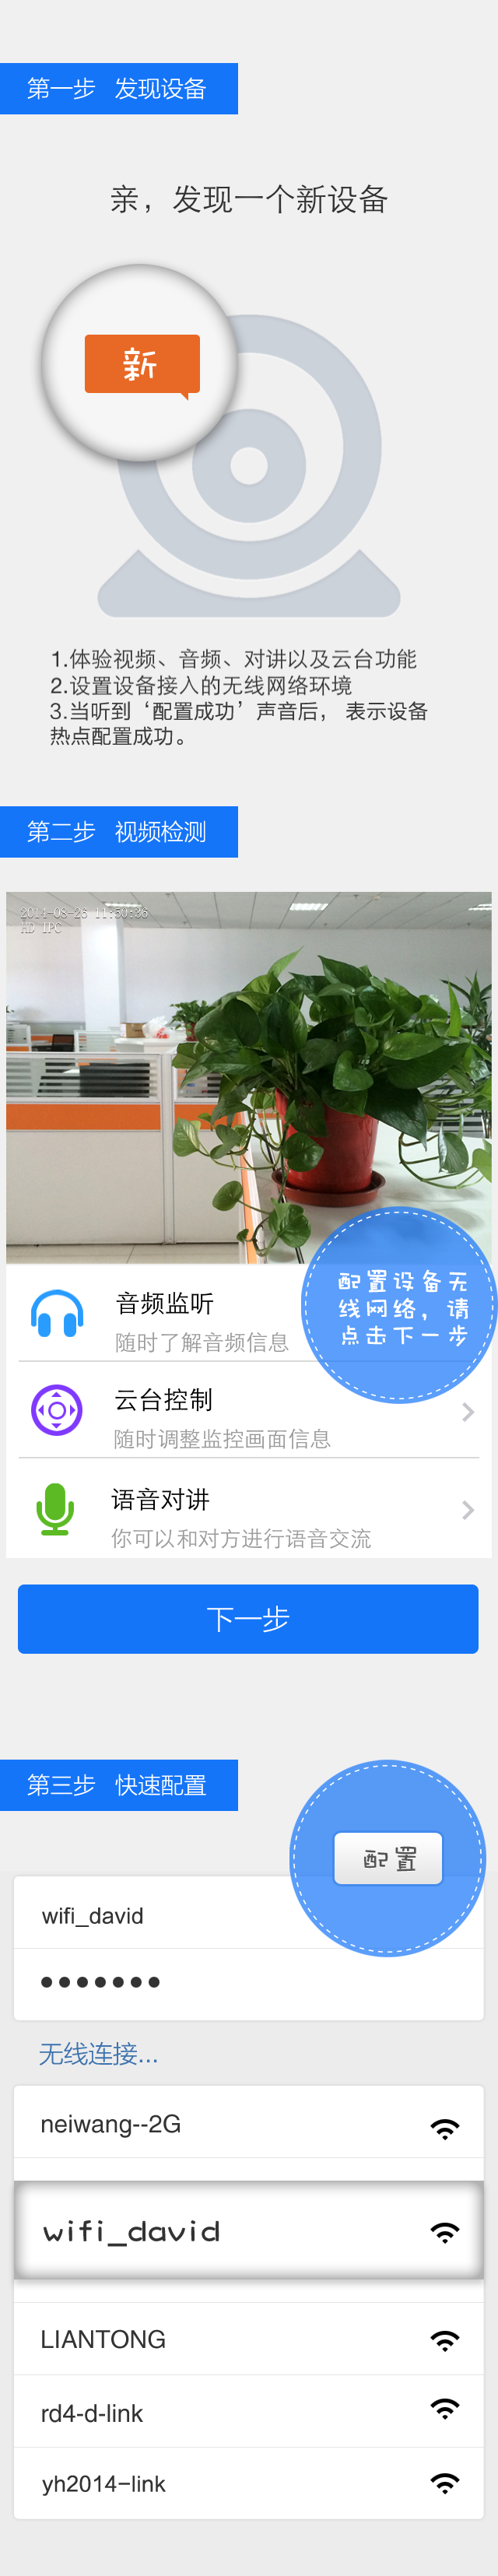 第一步 发现设备
亲，发现一个新设备
新
1.体验视频、音频、对讲以及云台功能
2.设置设备接入的无线网络环境
3.当听到‘配置成功’声音后，表示设备
热点配置成功。
第二步 视频检测
2014-08-26 11:50:36
HD IPC
配置设备无
线网络，请
点击下一步
音频监听
随时了解音频信息
云台控制
随时调整监控画面信息
语音对讲
你可以和对方进行语音交流
下一步
第三步 快速配置
配置
wifi_david
●●●●●●●
无线连接...
neiwang--2G
wifi_david
LIANTONG
rd4-d-link
yh2014-link